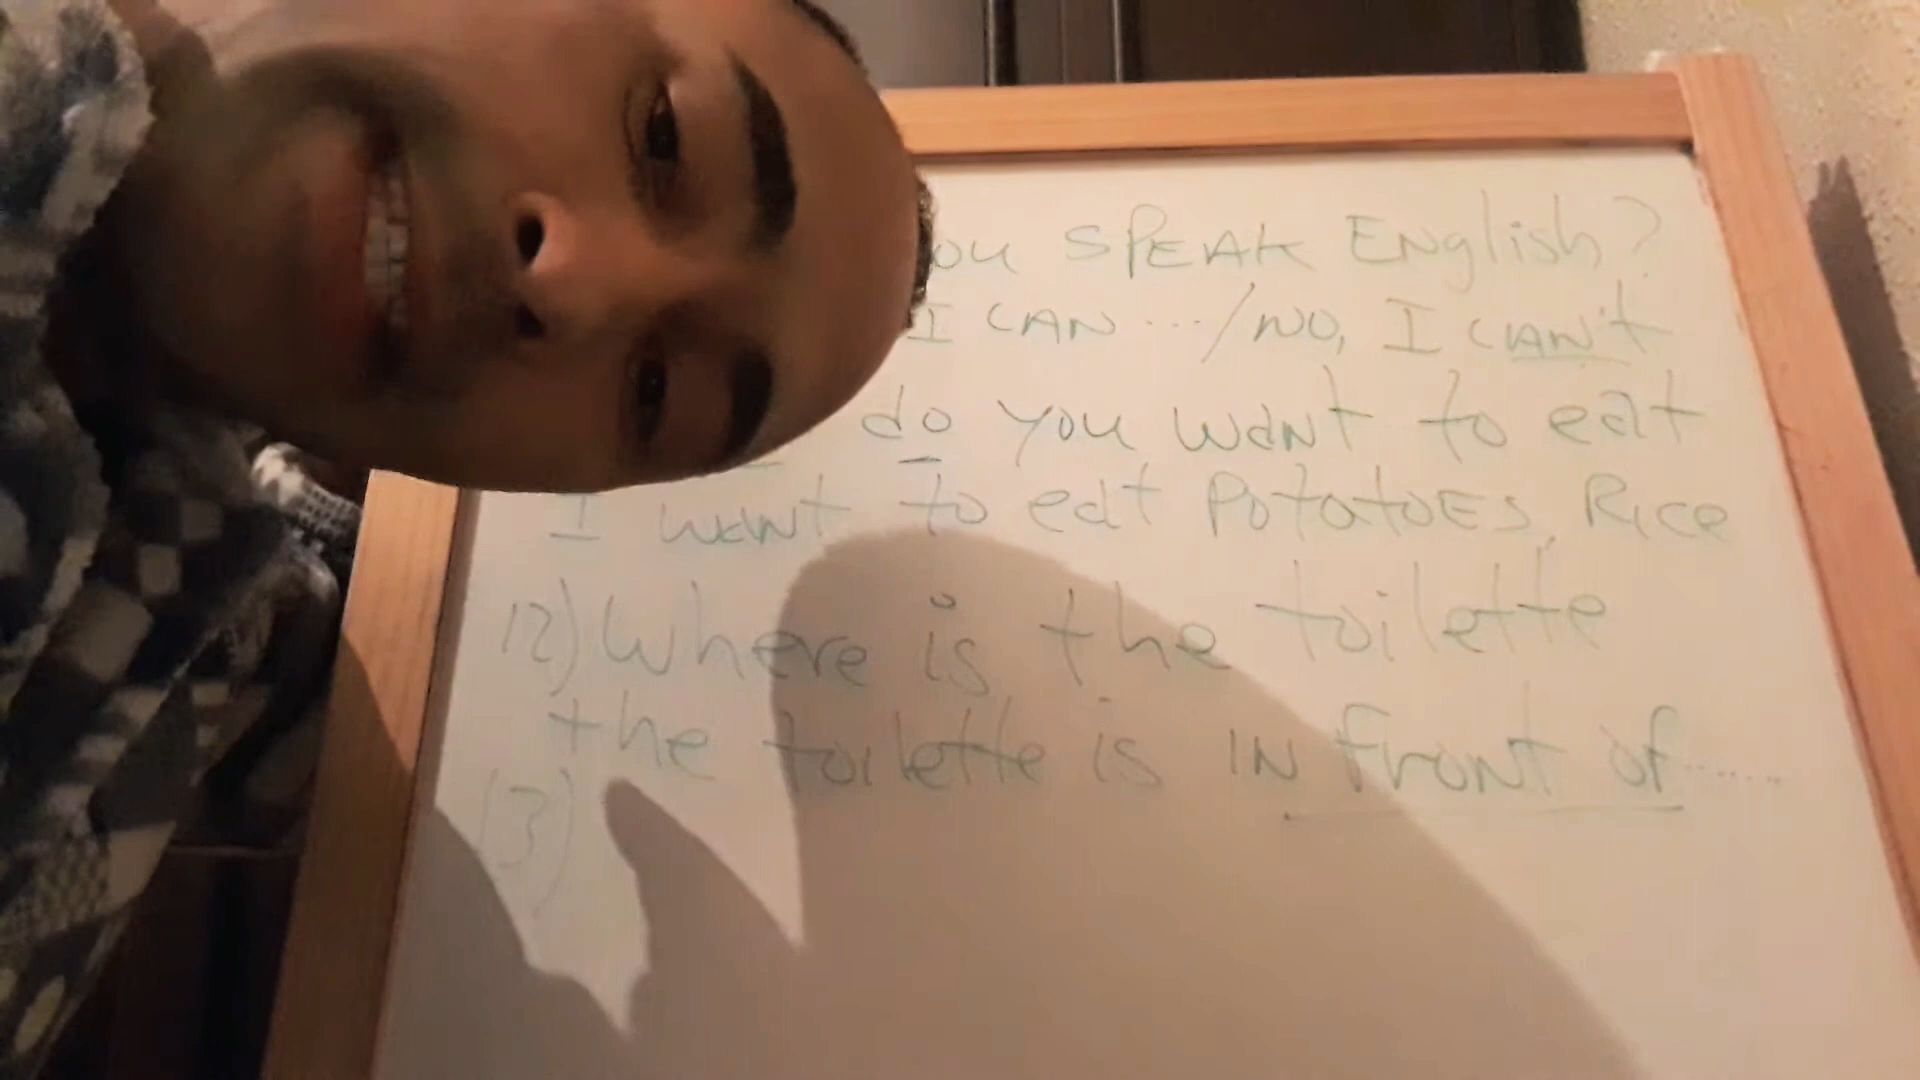 ou SPEAK English?
I CAN .../NO, I CAN't
do you want to eat
I want to eat Potatoes, Rice
12) Where is the toilette
the toilette is IN front of ......
13)